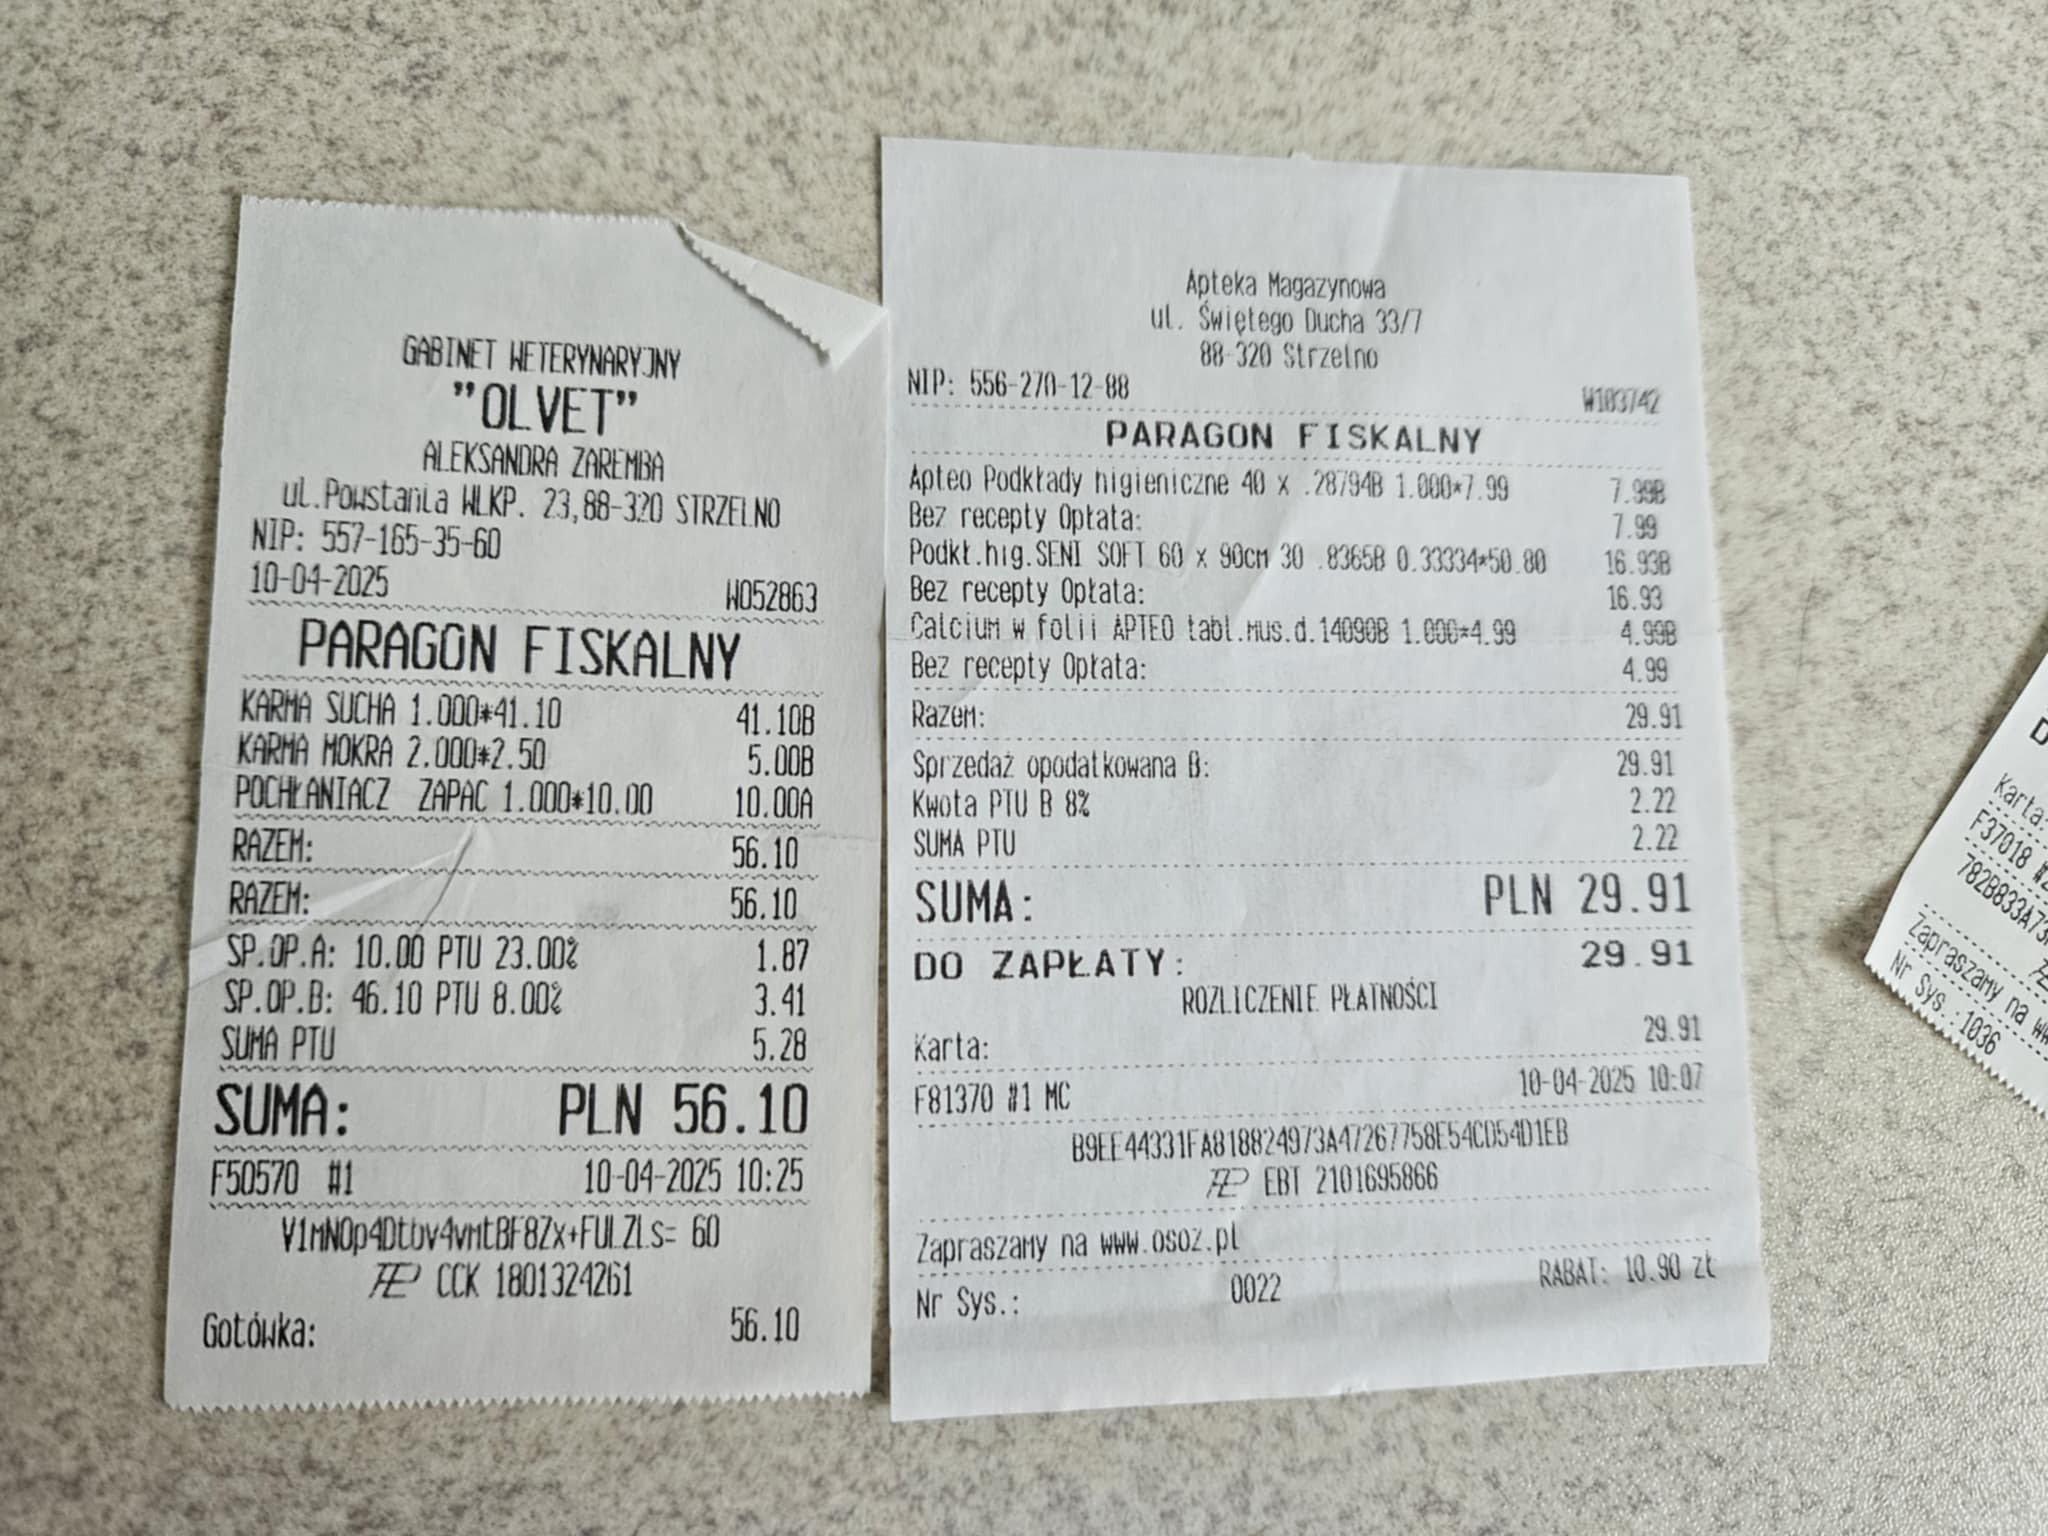 GABINET WETERYNARYJNY
"OLVET"
ALEKSANDRA ZAREMBA
ul.Powstania WLKP. 23,88-320 STRZELNO
NIP: 557-165-35-60
10-04-2025 W052863
PARAGON FISKALNY
KARMA SUCHA 1.000*41.10 41.10B
KARMA MOKRA 2.000*2.50 5.00B
POCHŁANIACZ ZAPAC 1.000*10.00 10.00A
RAZEM: 56.10
RAZEM: 56.10
SP.OP.A: 10.00 PTU 23.00% 1.87
SP.OP.B: 46.10 PTU 8.00% 3.41
SUMA PTU 5.28
SUMA: PLN 56.10
F50570 #1 10-04-2025 10:25
60
CCK 1801324261
Gotówka: 56.10
Apteka Magazynowa
ul. Świętego Ducha 33/7
88-320 Strzelno
NIP: 556-270-12-88 W103742
PARAGON FISKALNY
Apteo Podkłady higieniczne 40 x .28794B 1.000*7.99 7.99B
Bez recepty Opłata: 7.99
Podkł.hig.SENI SOFT 60 x 90cm 30 .8365B 0.33334*50.80 16.93B
Bez recepty Opłata: 16.93
Calcium w folii APTEO tabl.mus.d.14090B 1.000*4.99 4.99B
Bez recepty Opłata: 4.99
Razem: 29.91
Sprzedaż opodatkowana B: 29.91
Kwota PTU B 8% 2.22
SUMA PTU 2.22
SUMA: PLN 29.91
DO ZAPŁATY: 29.91
ROZLICZENIE PŁATNOŚCI
Karta: 29.91
F81370 #1 MC 10-04-2025 10:07
B9EE44331FA818824973A47267758E54CD54D1EB
EBT 2101695866
Zapraszamy na www.osoz.pl
Nr Sys.: 0022 RABAT: 10.90 zł
D
Karta:
F37018
782B833A73
Zapraszamy na
Nr Sys.:1036